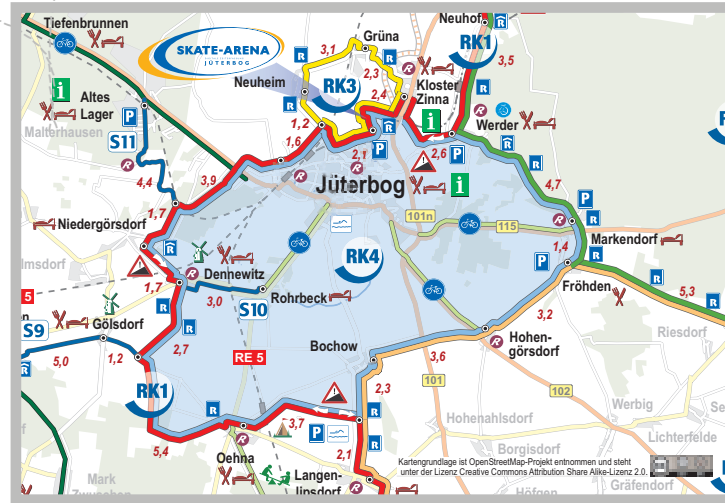 Tiefenbrunnen
SKATE-ARENA
JÜTERBOG
Grüna
Neuhof
RK1
3,1
R
2,3
3,5
Neuheim
RK3
2,4
Kloster
Zinna
i
Altes
Lager
P
Malterhausen
S11
1,2
1,6
2,1
2,6
Werder
4,4
3,9
Jüterbog
4,7
1,7
101n
115
Niedergörsdorf
RK4
1,4
Markendorf
Dennewitz
1,7
3,0
Rohrbeck
S10
Fröhden
5,3
3,2
S9
Gölsdorf
5,0
1,2
2,7
RE 5
Bochow
3,6
Hohen-
görsdorf
Riesdorf
RK1
101
102
2,3
5,4
3,7
Hohenahlsdorf
Werbig
Lichterfelde
Oehna
2,1
Borgisdorf
Langen-
lipsdorf
Mark
Höfgen
Gräfendorf
Kartengrundlage ist OpenStreetMap-Projekt entnommen und steht
unter der Lizenz Creative Commons Attribution Share Alike-Lizenz 2.0.